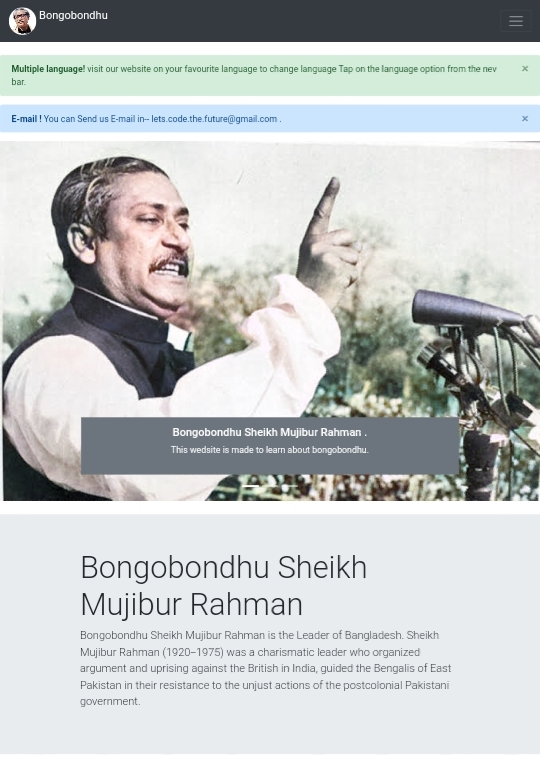 Bongobondhu
Multiple language! visit our website on your favourite language to change language Tap on the language option from the nev
bar.
×
E-mail ! You can Send us E-mail in-- lets.code.the.future@gmail.com .
×
Bongobondhu Sheikh Mujibur Rahman .
This wedsite is made to learn about bongobondhu.
Bongobondhu Sheikh
Mujibur Rahman
Bongobondhu Sheikh Mujibur Rahman is the Leader of Bangladesh. Sheikh
Mujibur Rahman (1920–1975) was a charismatic leader who organized
argument and uprising against the British in India, guided the Bengalis of East
Pakistan in their resistance to the unjust actions of the postcolonial Pakistani
government.